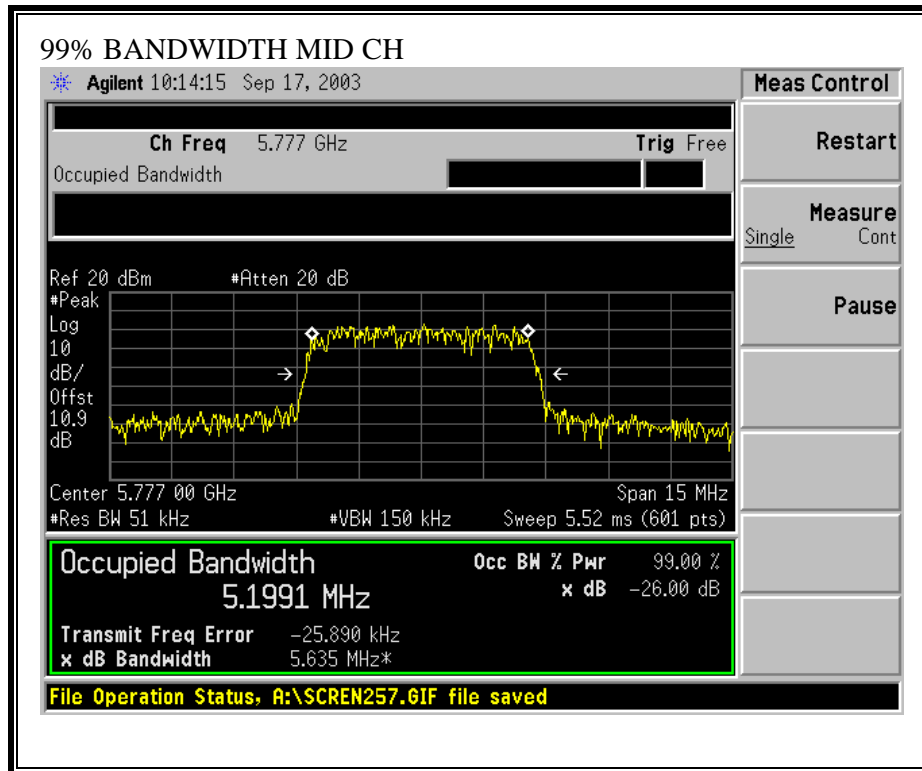 99% BANDWIDTH MID CH
Agilent 10:14:15 Sep 17, 2003
Meas Control
Ch Freq 5.777 GHz Trig Free
Occupied Bandwidth
Restart
Measure
Single Cont
Pause
Ref 20 dBm #Atten 20 dB
#Peak
Log
10
dB/
Offst
10.9
dB
Center 5.777 00 GHz Span 15 MHz
#Res BW 51 kHz #VBW 150 kHz Sweep 5.52 ms (601 pts)
Occupied Bandwidth
5.1991 MHz
Occ BW % Pwr 99.00 %
x dB -26.00 dB
Transmit Freq Error -25.890 kHz
x dB Bandwidth 5.635 MHz*
File Operation Status, A:\SCREN257.GIF file saved